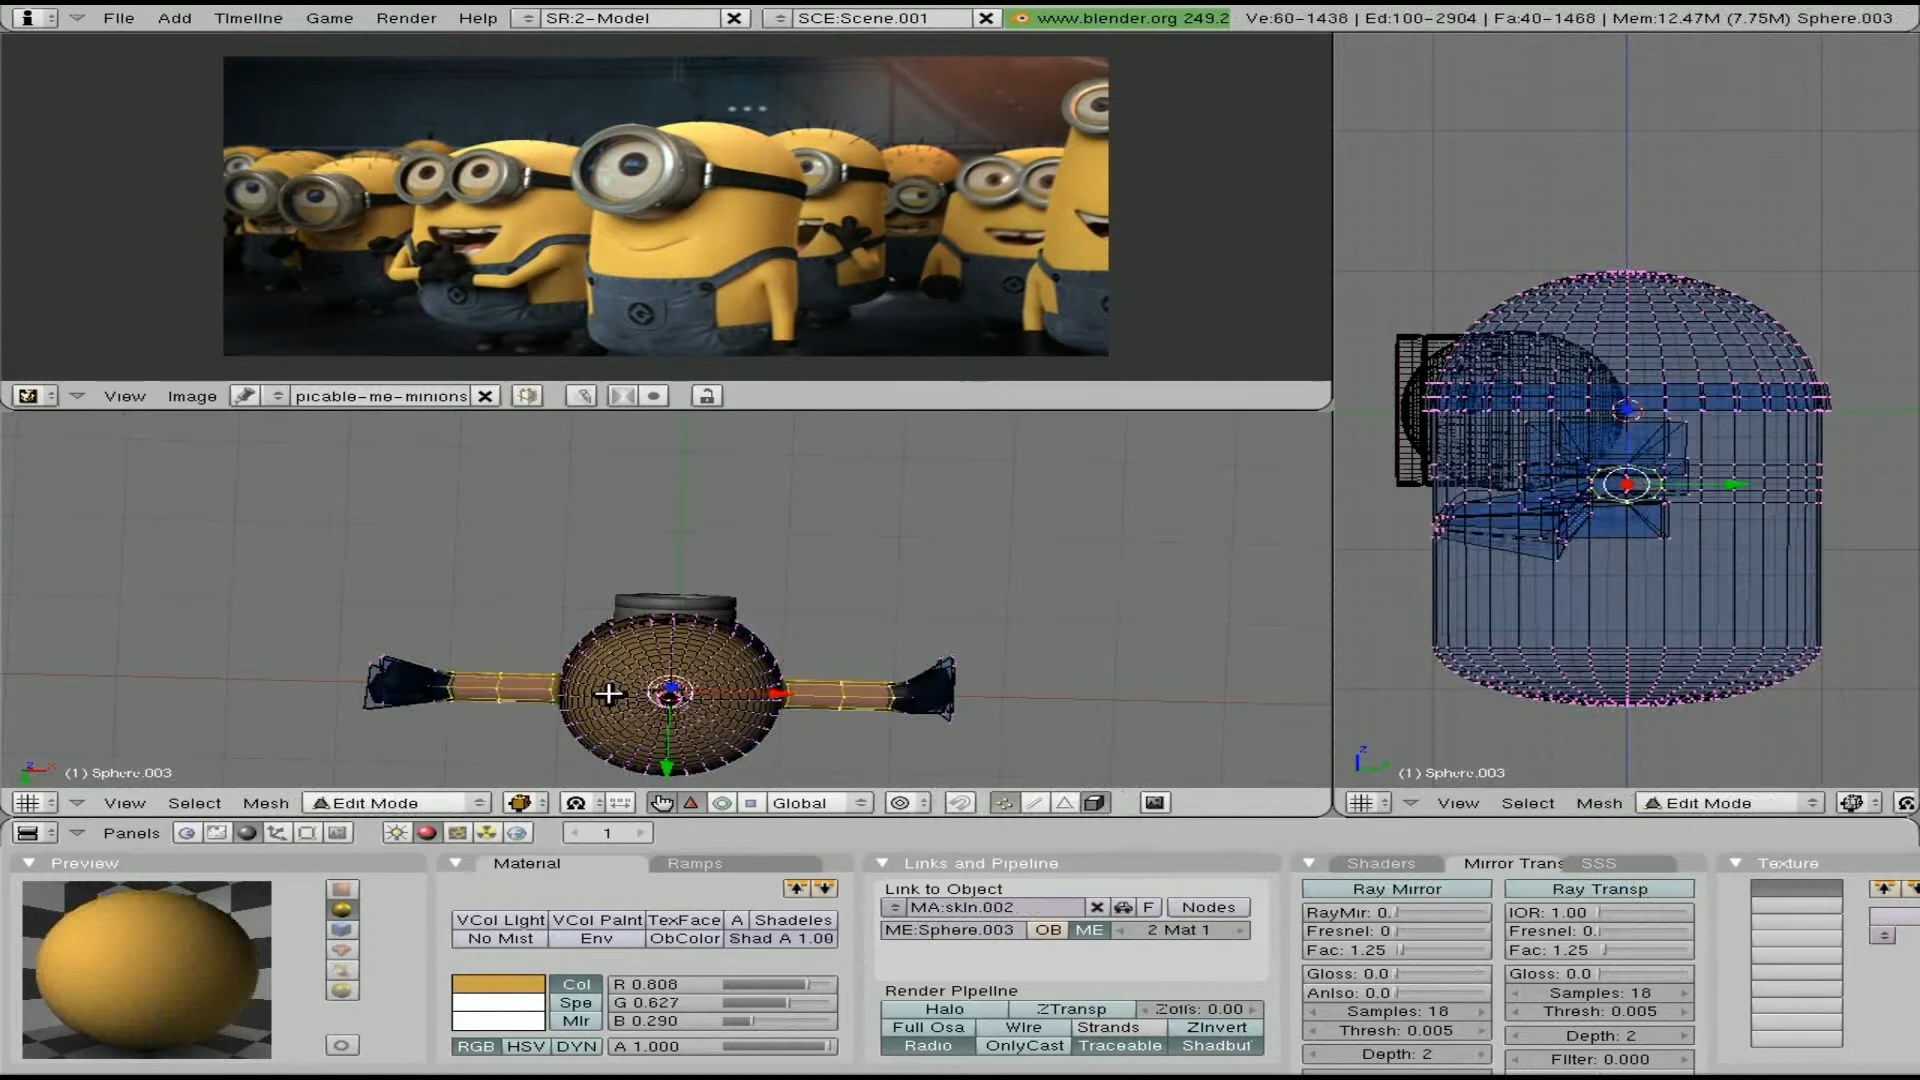 File Add Timeline Game Render Help SR:2-Model SCE:Scene.001 www.blender.org 249.2 Ve:60-1438 | Ed:100-2904 | Fa:40-1468 | Mem:12.47M (7.75M) Sphere.003
View Image picable-me-minions
(1) Sphere.003
(1) Sphere.003
View Select Mesh Edit Mode Global
View Select Mesh Edit Mode
Panels 1
Preview
Material Ramps
VCol Light VCol Paint TexFace A Shadeles
No Mist Env ObColor Shad A 1.00
Col R 0.808
Spe G 0.627
Mir B 0.290
RGB HSV DYN A 1.000
Links and Pipeline
Link to Object
MA:skin.002 F Nodes
ME:Sphere.003 OB ME 2 Mat 1
Render Pipeline
Halo ZTransp Zoffs: 0.00
Full Osa Wire Strands ZInvert
Radio OnlyCast Traceable Shadbuf
Shaders Mirror Trans SSS
Ray Mirror Ray Transp
RayMir: 0. IOR: 1.00
Fresnel: 0 Fresnel: 0.
Fac: 1.25 Fac: 1.25
Gloss: 0.0 Gloss: 0.0
Aniso: 0.0 Samples: 18
Samples: 18 Thresh: 0.005
Thresh: 0.005 Depth: 2
Depth: 2 Filter: 0.000
Texture